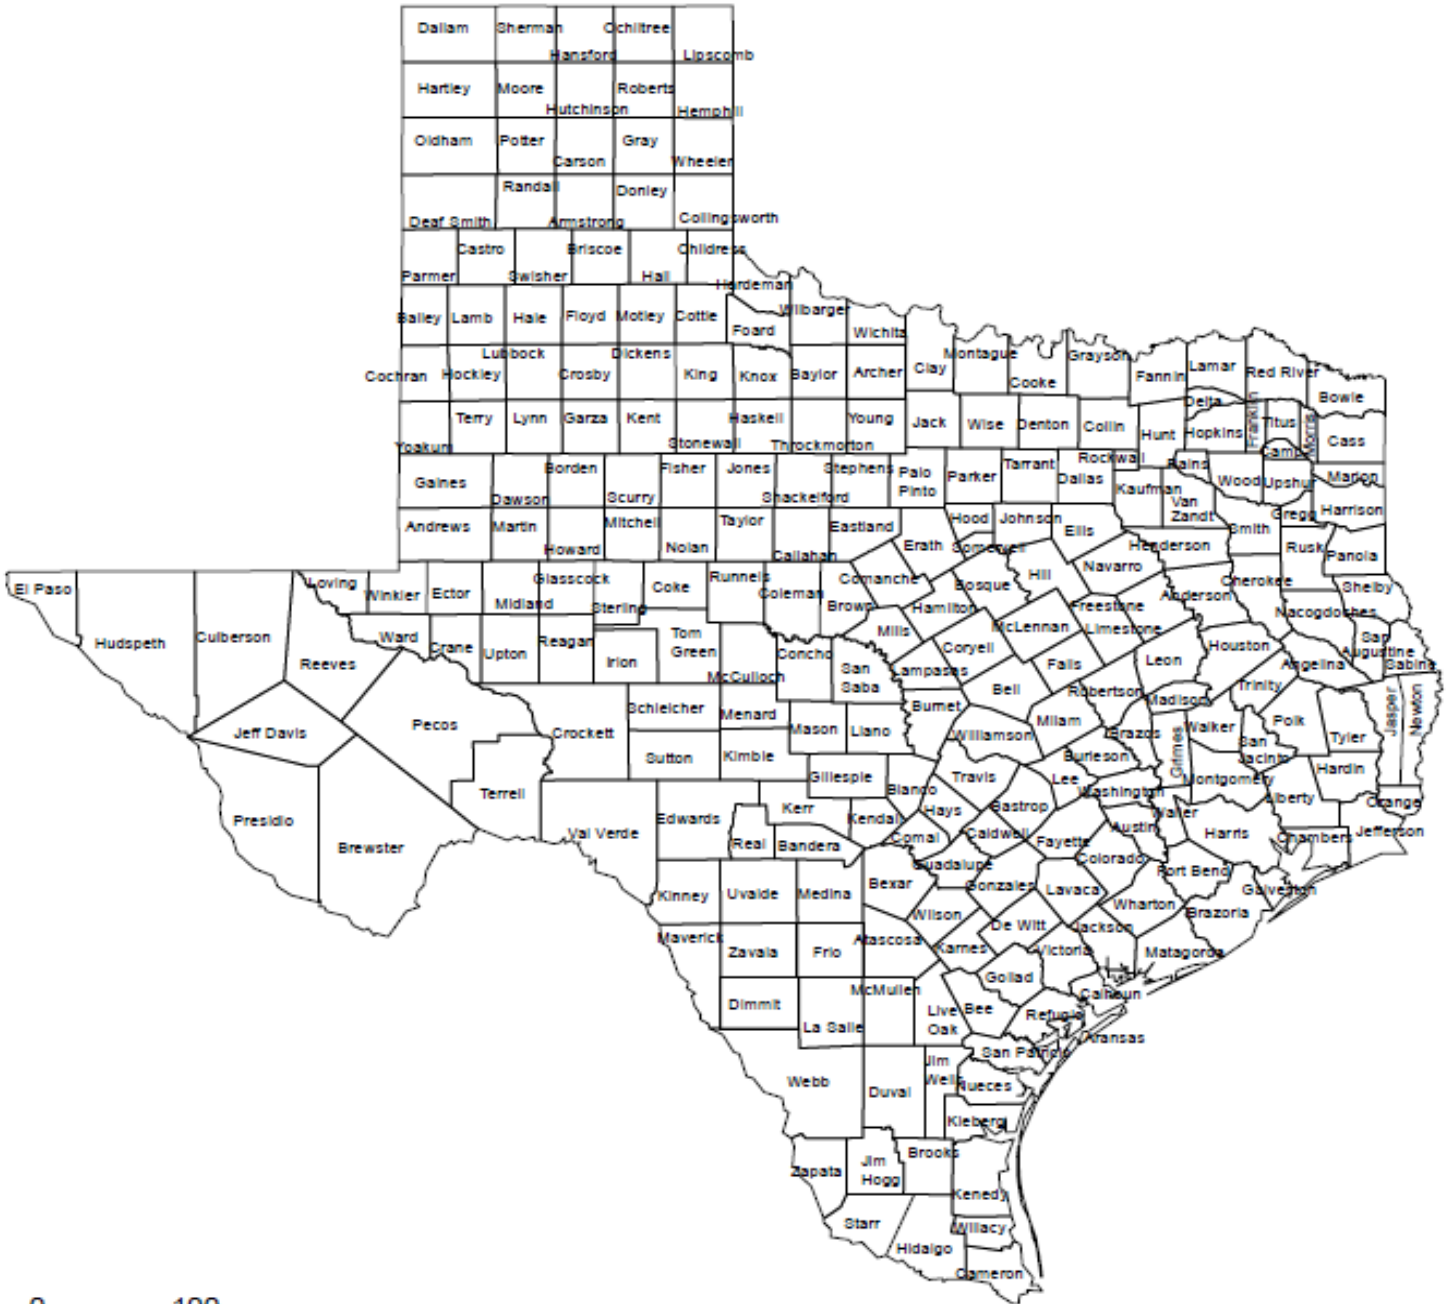 Dallam Sherman Ochiltree
Hansford Lipscomb
Hartley Moore Roberts
Hutchinson Hemphill
Oldham Potter Gray
Carson Wheeler
Randall Donley
Deaf Smith Armstrong Collingsworth
Castro Briscoe Childress
Parmer Swisher Hall
Hardeman
Bailey Lamb Hale Floyd Motley Cottle Wilbarger
Foard Wichita
Lubbock Dickens Montague Grayson
Cochran Hockley Crosby King Knox Baylor Archer Clay Cooke Fannin Lamar Red River
Delta Bowie
Terry Lynn Garza Kent Haskell Young Jack Wise Denton Collin Hunt Hopkins Franklin Titus Morris Cass
Yoakum Stonewall Throckmorton Camp
Borden Fisher Jones Stephens Palo Parker Tarrant Rockwall Rains
Gaines Dawson Scurry Shackelford Pinto Dallas Kaufman Wood Upshur Marion
Van
Andrews Martin Mitchell Taylor Eastland Hood Johnson Ellis Zandt Smith Gregg Harrison
Howard Nolan Callahan Erath Somervell Henderson Rusk Panola
El Paso Loving Winkler Ector Glasscock Coke Runnels Coleman Comanche Bosque Hill Navarro Anderson Cherokee Shelby
Midland Sterling Brown Hamilton Freestone Nacogdoches
Hudspeth Culberson Ward Crane Upton Reagan Tom Mills McLennan Limestone Houston San
Reeves Irion Green Concho San Lampasas Coryell Falls Leon Angelina Augustine Sabine
McCulloch Saba Bell Robertson Madison Trinity
Jeff Davis Pecos Crockett Schleicher Menard Mason Llano Burnet Milam Brazos Grimes Walker Polk Tyler Jasper Newton
Sutton Kimble Williamson Burleson San
Jacinto Hardin
Terrell Gillespie Blanco Travis Lee Washington Montgomery Liberty Orange
Presidio Val Verde Edwards Kerr Kendal Hays Bastrop Austin Waller Harris Chambers Jefferson
Brewster Real Bandera Comal Caldwell Fayette
Guadalupe Colorado Fort Bend
Kinney Uvalde Medina Bexar Gonzales Lavaca Galveston
Wilson De Witt Wharton Brazoria
Maverick Zavala Frio Atascosa Karnes Victoria Jackson Matagorda
Goliad
Dimmit McMullen Live Bee Calhoun
La Salle Oak Refugio
Aransas
Jim San Patricio
Webb Duval Wells Nueces
Kleberg
Zapata Jim Brooks
Hogg Kenedy
Starr Willacy
Hidalgo
Cameron
0 100